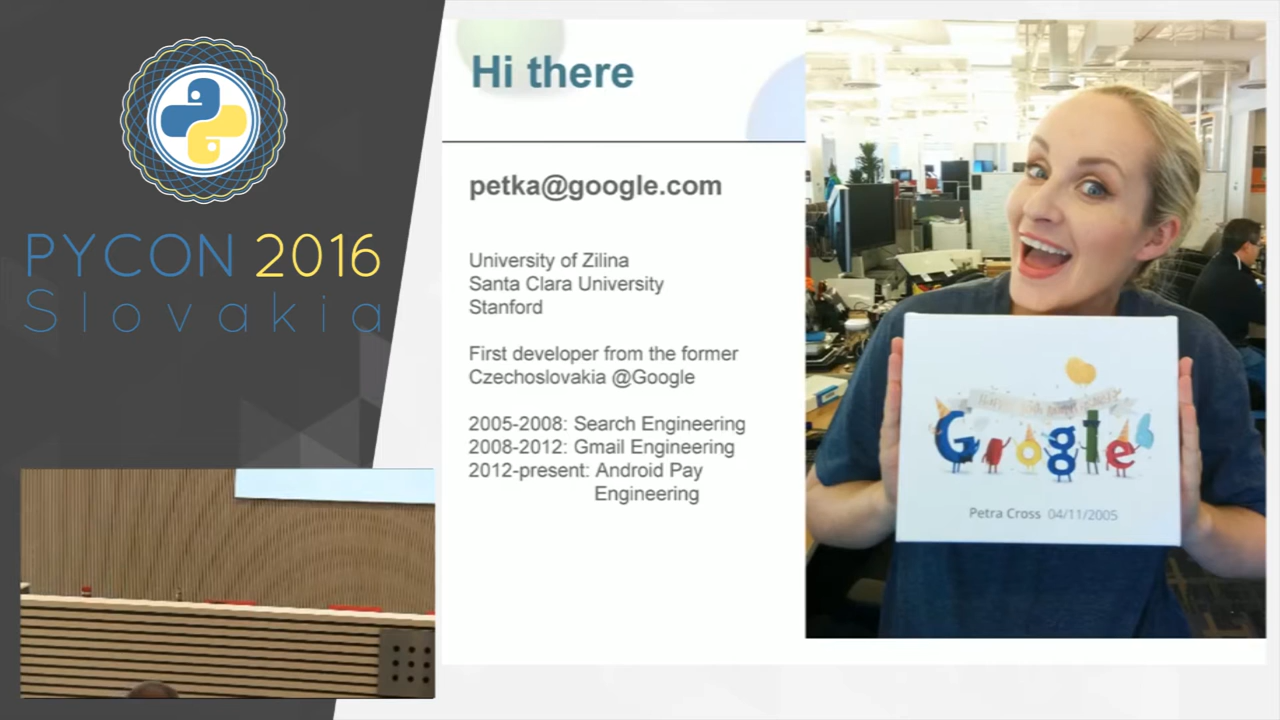 PYCON 2016
Slovakia
Hi there
petka@google.com
University of Zilina
Santa Clara University
Stanford
First developer from the former
Czechoslovakia @Google
2005-2008: Search Engineering
2008-2012: Gmail Engineering
2012-present: Android Pay
Engineering
Google
Petra Cross 04/11/2005